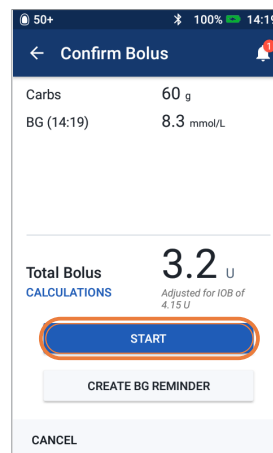 50+ 100% 14:19
← Confirm Bolus
Carbs 60 g
BG (14:19) 8.3 mmol/L
Total Bolus 3.2 U
CALCULATIONS Adjusted for IOB of
4.15 U
START
CREATE BG REMINDER
CANCEL